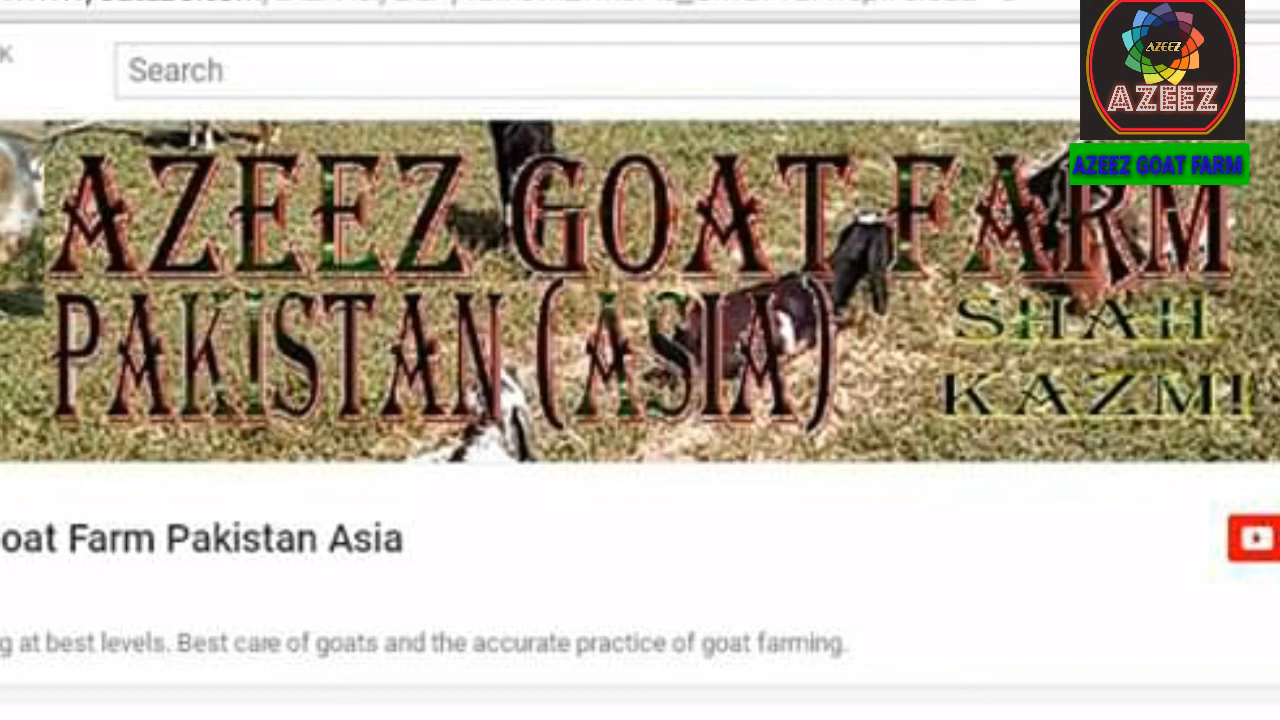 K
Search
AZEEZ
AZEEZ
AZEEZ GOAT FARM
AZEEZ GOAT FARM
PAKISTAN (ASIA)
SHAH
KAZMI
oat Farm Pakistan Asia
g at best levels. Best care of goats and the accurate practice of goat farming.